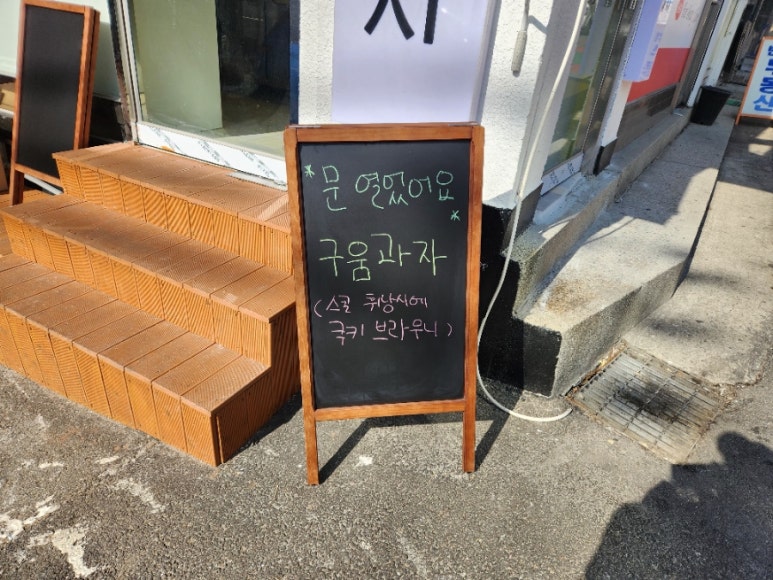 *문 열었어요*
구움과자
(스콘 휘낭시에
쿸키 브라우니)